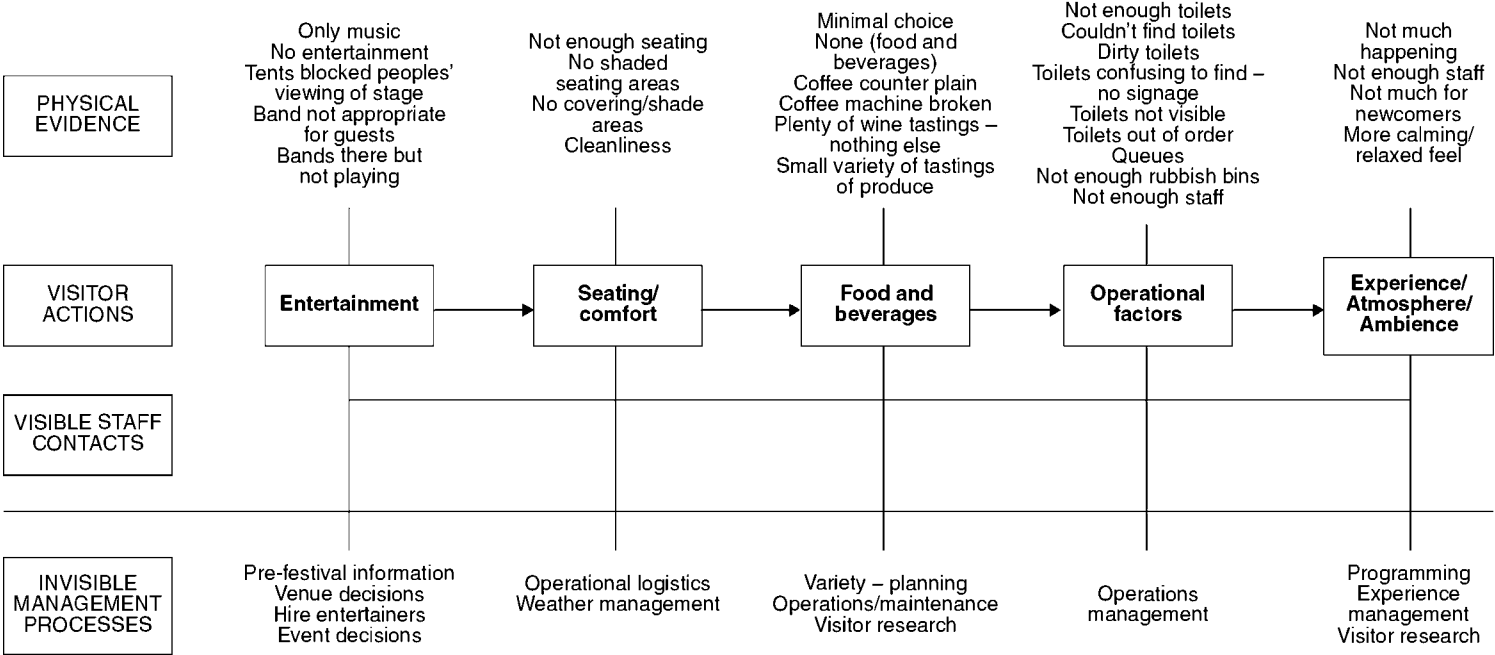 Only music
No entertainment
Tents blocked peoples’
viewing of stage
Band not appropriate
for guests
Bands there but
not playing
Not enough seating
No shaded
seating areas
No covering/shade
areas
Cleanliness
Minimal choice
None (food and
beverages)
Coffee counter plain
Coffee machine broken
Plenty of wine tastings –
nothing else
Small variety of tastings
of produce
Not enough toilets
Couldn’t find toilets
Dirty toilets
Toilets confusing to find –
no signage
Toilets not visible
Toilets out of order
Queues
Not enough rubbish bins
Not enough staff
Not much
happening
Not enough staff
Not much for
newcomers
More calming/
relaxed feel
PHYSICAL
EVIDENCE
VISITOR
ACTIONS
Entertainment
Seating/
comfort
Food and
beverages
Operational
factors
Experience/
Atmosphere/
Ambience
VISIBLE STAFF
CONTACTS
INVISIBLE
MANAGEMENT
PROCESSES
Pre-festival information
Venue decisions
Hire entertainers
Event decisions
Operational logistics
Weather management
Variety – planning
Operations/maintenance
Visitor research
Operations
management
Programming
Experience
management
Visitor research